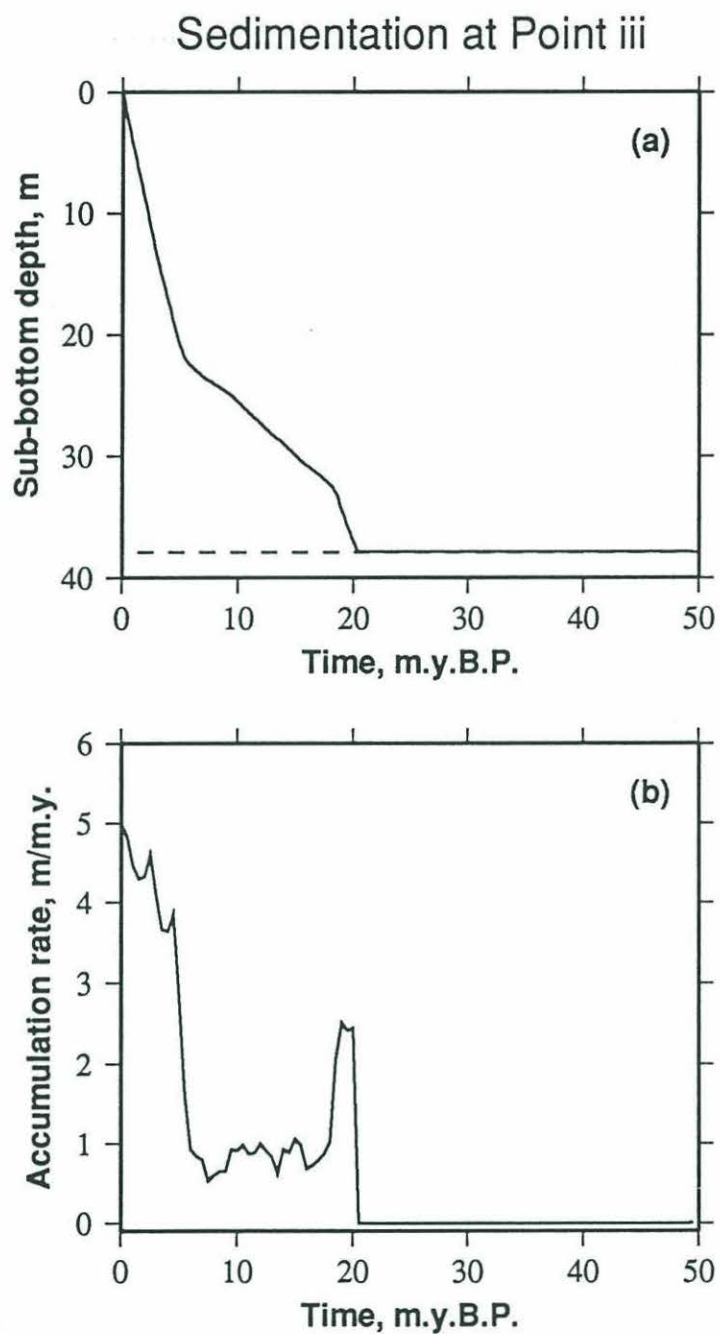 Sedimentation at Point iii
(a)
Sub-bottom depth, m
0
10
20
30
40
0 10 20 30 40 50
Time, m.y.B.P.
(b)
Accumulation rate, m/m.y.
6
5
4
3
2
1
0
0 10 20 30 40 50
Time, m.y.B.P.